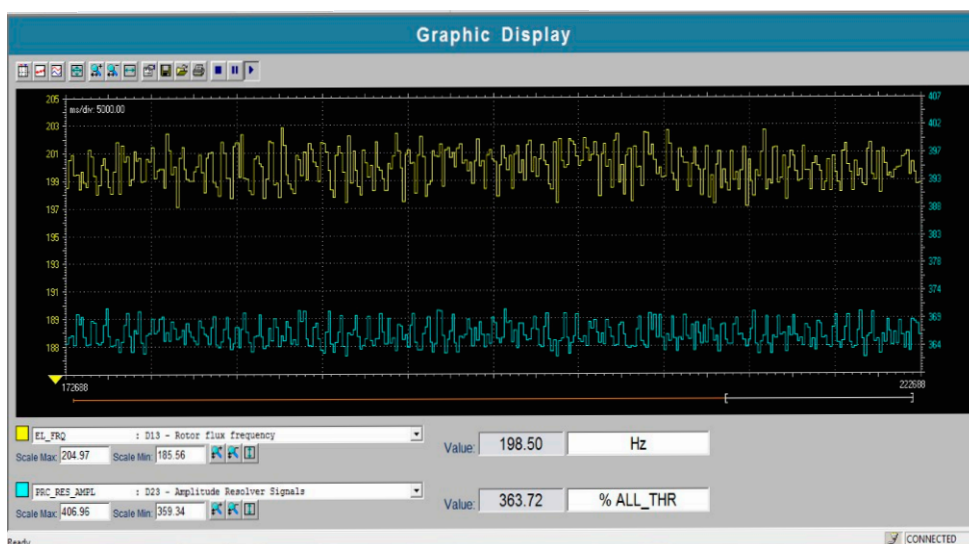 Graphic Display
ms/div: 5000.00
205 407
203 402
201 397
199 393
197 388
195 383
193 378
191 374
189 369
188 364
172688 222688
EL_FRQ : D13 - Rotor flux frequency
Scale Max: 204.97 Scale Min: 185.56
Value: 198.50 Hz
PRC_RES_AMPL : D23 - Amplitude Resolver Signals
Scale Max: 406.96 Scale Min: 359.34
Value: 363.72 % ALL_THR
Ready CONNECTED